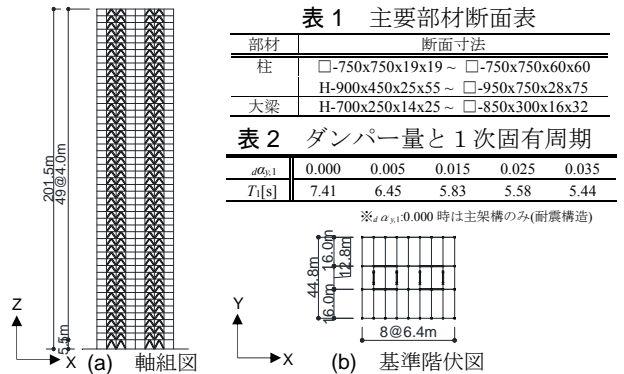 201.5m
49@4.0m
5.5m
Z
X
(a) 軸組図
表 1 主要部材断面表
部材 断面寸法
柱 □-750x750x19x19 ~ □-750x750x60x60
H-900x450x25x55 ~ □-950x750x28x75
大梁 H-700x250x14x25 ~ □-850x300x16x32
表 2 ダンパー量と1次固有周期
dαy,1 0.000 0.005 0.015 0.025 0.035
T1[s] 7.41 6.45 5.83 5.58 5.44
※dαy,1:0.000 時は主架構のみ(耐震構造)
44.8m
16.0m
12.8m
16.0m
8@6.4m
Y
X
(b) 基準階伏図